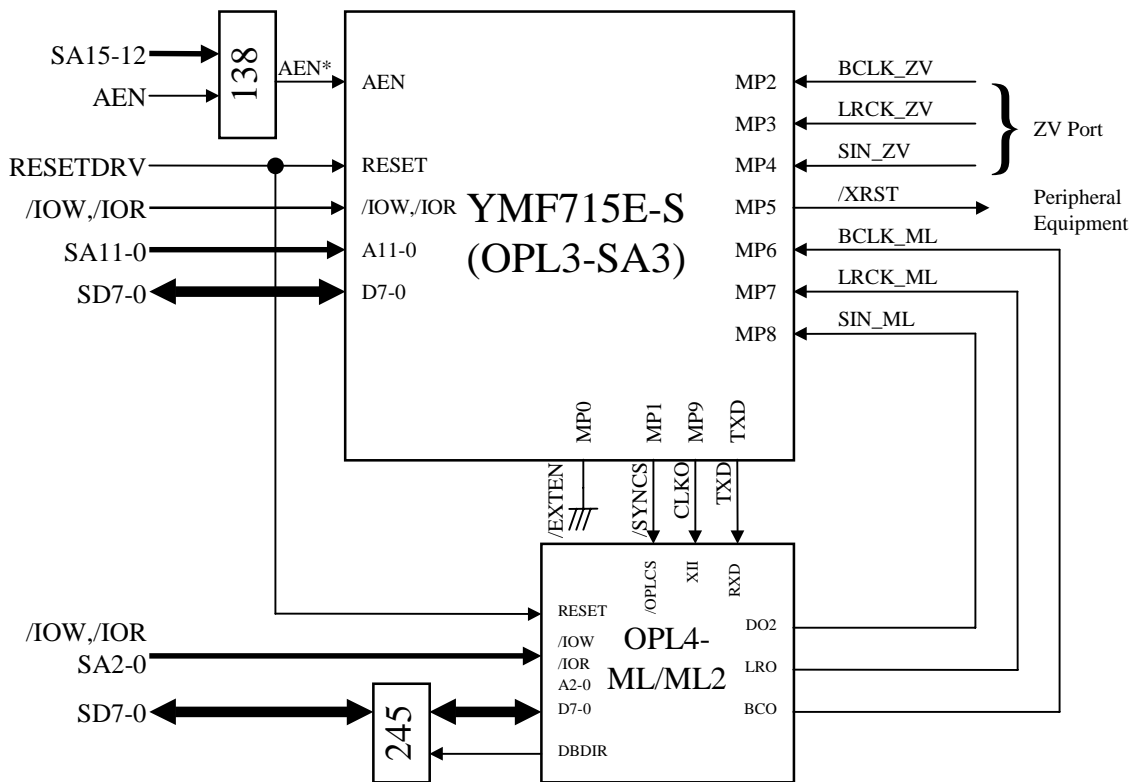 SA15-12
AEN
138
AEN*
AEN
RESETDRV
RESET
/IOW,/IOR
/IOW,/IOR
SA11-0
A11-0
SD7-0
D7-0
YMF715E-S
(OPL3-SA3)
MP2
BCLK_ZV
MP3
LRCK_ZV
MP4
SIN_ZV
ZV Port
MP5
/XRST
Peripheral
Equipment
MP6
BCLK_ML
MP7
LRCK_ML
MP8
SIN_ML
MP0
MP1
MP9
TXD
/EXTEN
/SYNCS
CLKO
TXD
/OPLCS
XII
RXD
RESET
/IOW,/IOR
SA2-0
/IOW
/IOR
A2-0
SD7-0
245
D7-0
DBDIR
OPL4-
ML/ML2
DO2
LRO
BCO